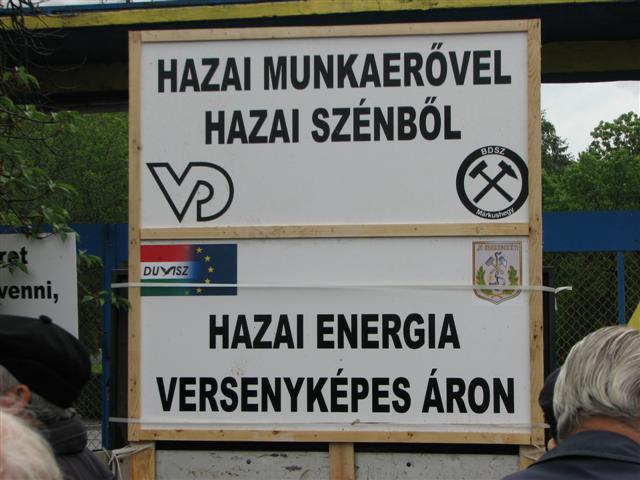 HAZAI MUNKAERŐVEL
HAZAI SZÉNBŐL
VD
BDSZ
Márkushegy
DUVISZ
HAZAI ENERGIA
VERSENYKÉPES ÁRON
ret
venni,